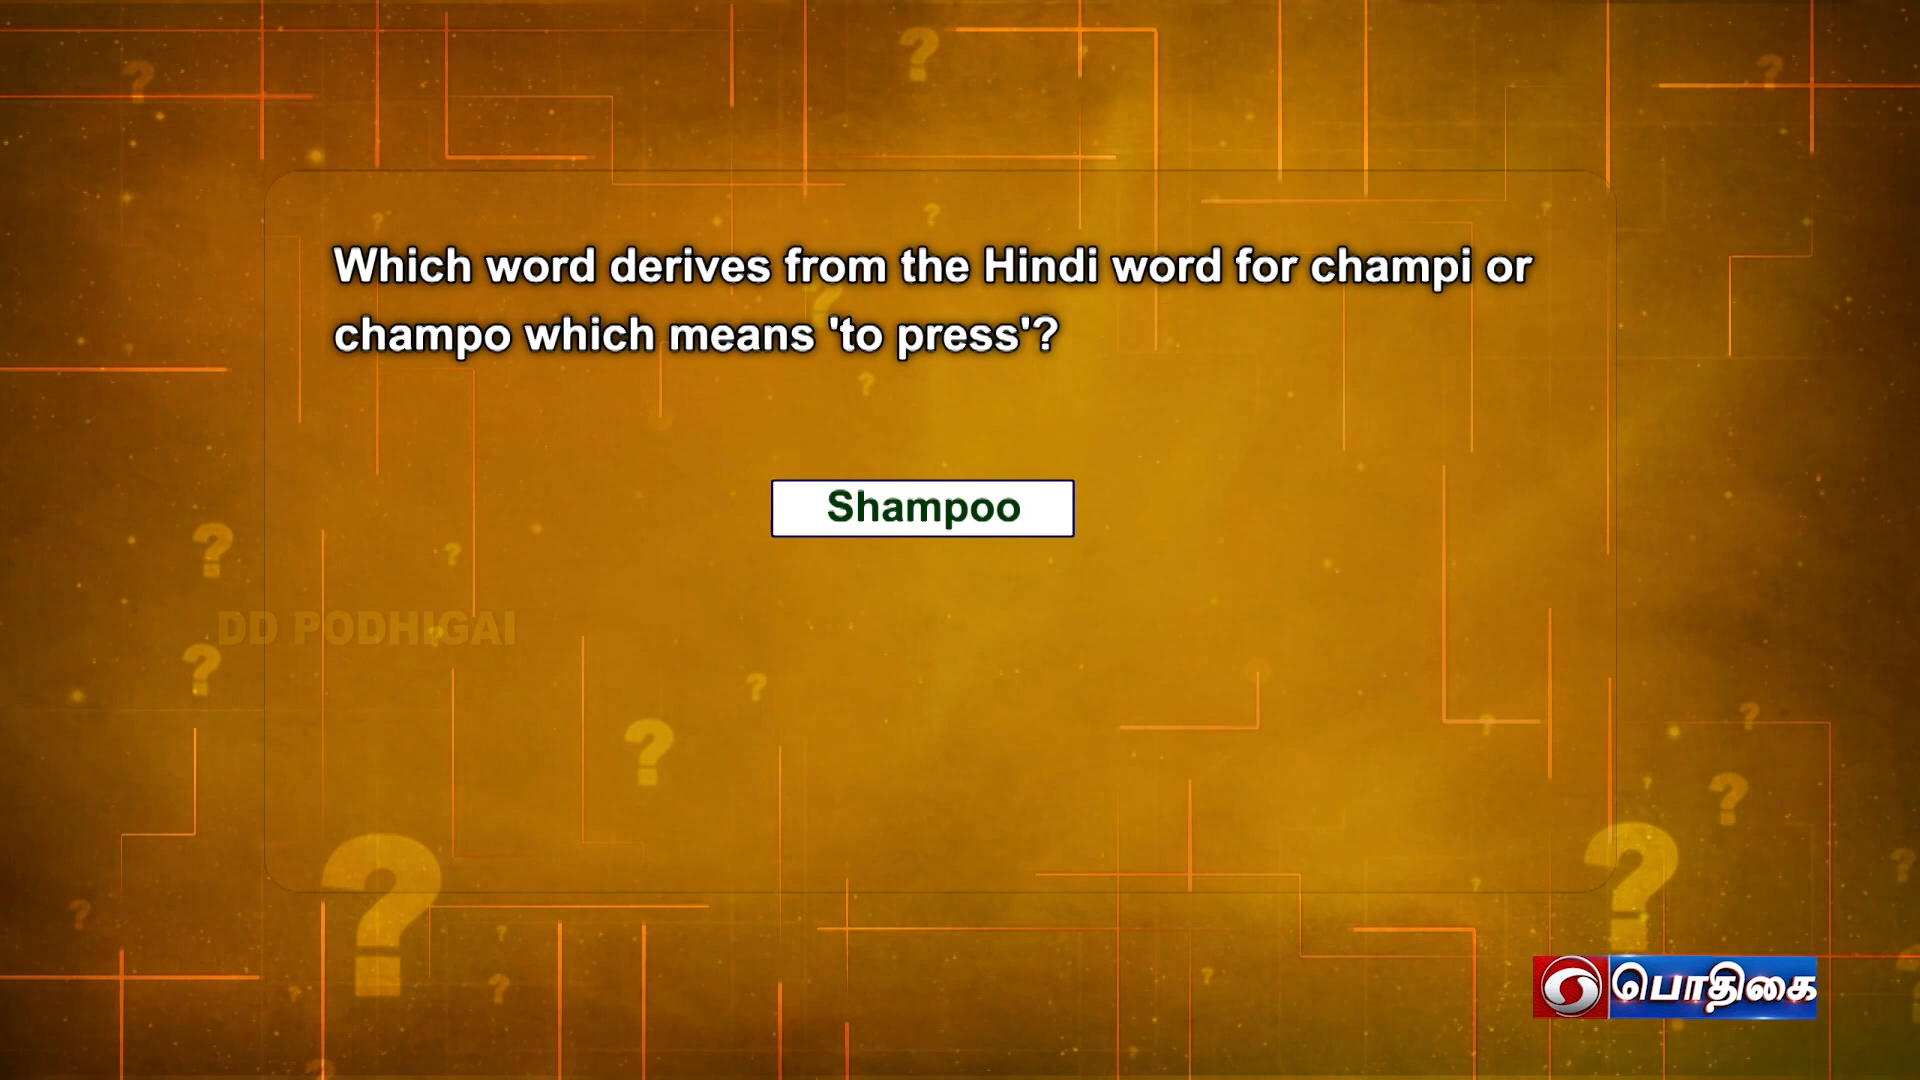 Which word derives from the Hindi word for champi or
champo which means 'to press'?
Shampoo
DD PODHIGAI
பொதிகை